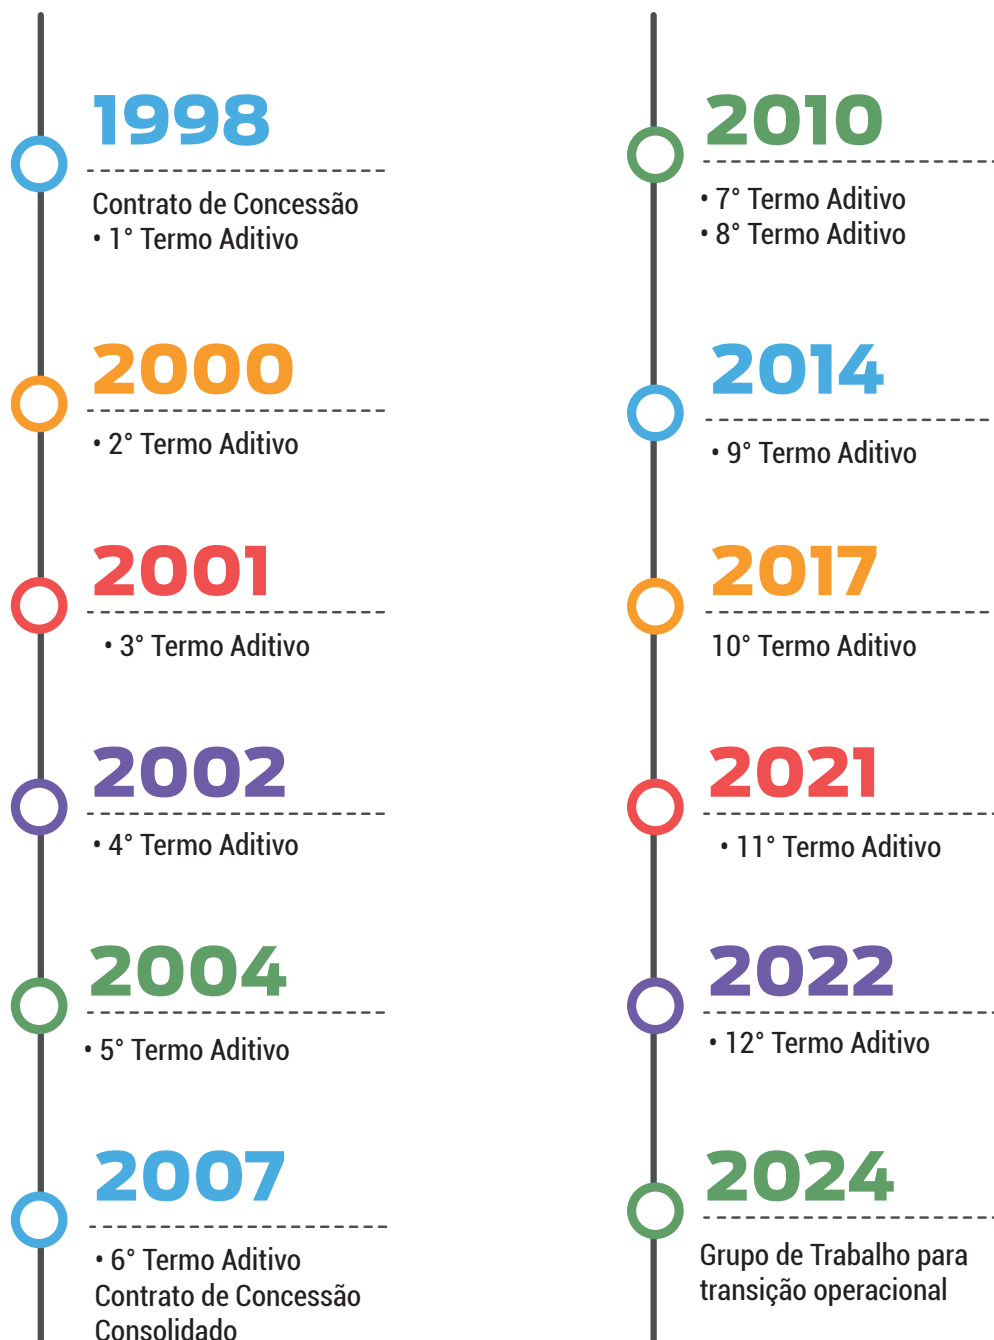 1998
Contrato de Concessão
• 1° Termo Aditivo
2000
• 2° Termo Aditivo
2001
• 3° Termo Aditivo
2002
• 4° Termo Aditivo
2004
• 5° Termo Aditivo
2007
• 6° Termo Aditivo
Contrato de Concessão
Consolidado
2010
• 7° Termo Aditivo
• 8° Termo Aditivo
2014
• 9° Termo Aditivo
2017
10° Termo Aditivo
2021
• 11° Termo Aditivo
2022
• 12° Termo Aditivo
2024
Grupo de Trabalho para
transição operacional